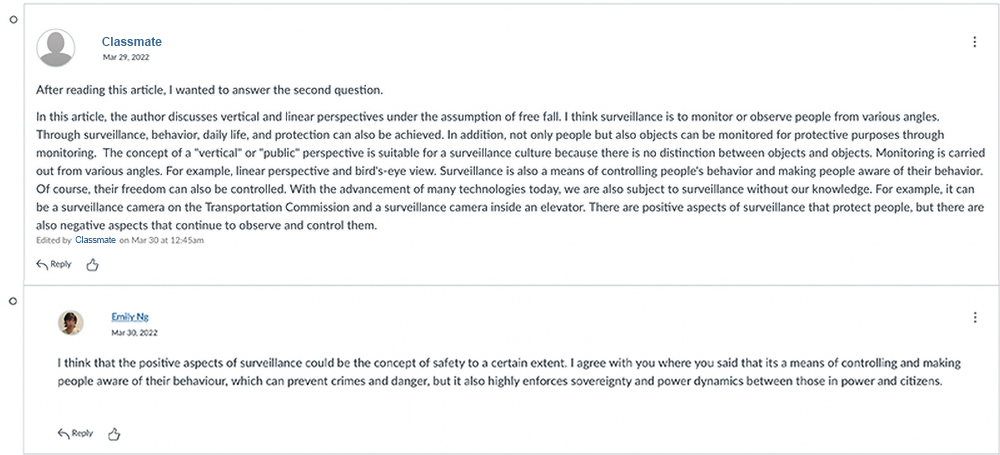 Classmate
Mar 29, 2022
After reading this article, I wanted to answer the second question.
In this article, the author discusses vertical and linear perspectives under the assumption of free fall. I think surveillance is to monitor or observe people from various angles.
Through surveillance, behavior, daily life, and protection can also be achieved. In addition, not only people but also objects can be monitored for protective purposes through
monitoring.  The concept of a "vertical" or "public" perspective is suitable for a surveillance culture because there is no distinction between objects and objects. Monitoring is carried
out from various angles. For example, linear perspective and bird's-eye view. Surveillance is also a means of controlling people's behavior and making people aware of their behavior.
Of course, their freedom can also be controlled. With the advancement of many technologies today, we are also subject to surveillance without our knowledge. For example, it can
be a surveillance camera on the Transportation Commission and a surveillance camera inside an elevator. There are positive aspects of surveillance that protect people, but there are
also negative aspects that continue to observe and control them.
Edited by Classmate on Mar 30 at 12:45am
Reply
Emily Ng
Mar 30, 2022
I think that the positive aspects of surveillance could be the concept of safety to a certain extent. I agree with you where you said that its a means of controlling and making
people aware of their behaviour, which can prevent crimes and danger, but it also highly enforces sovereignty and power dynamics between those in power and citizens.
Reply